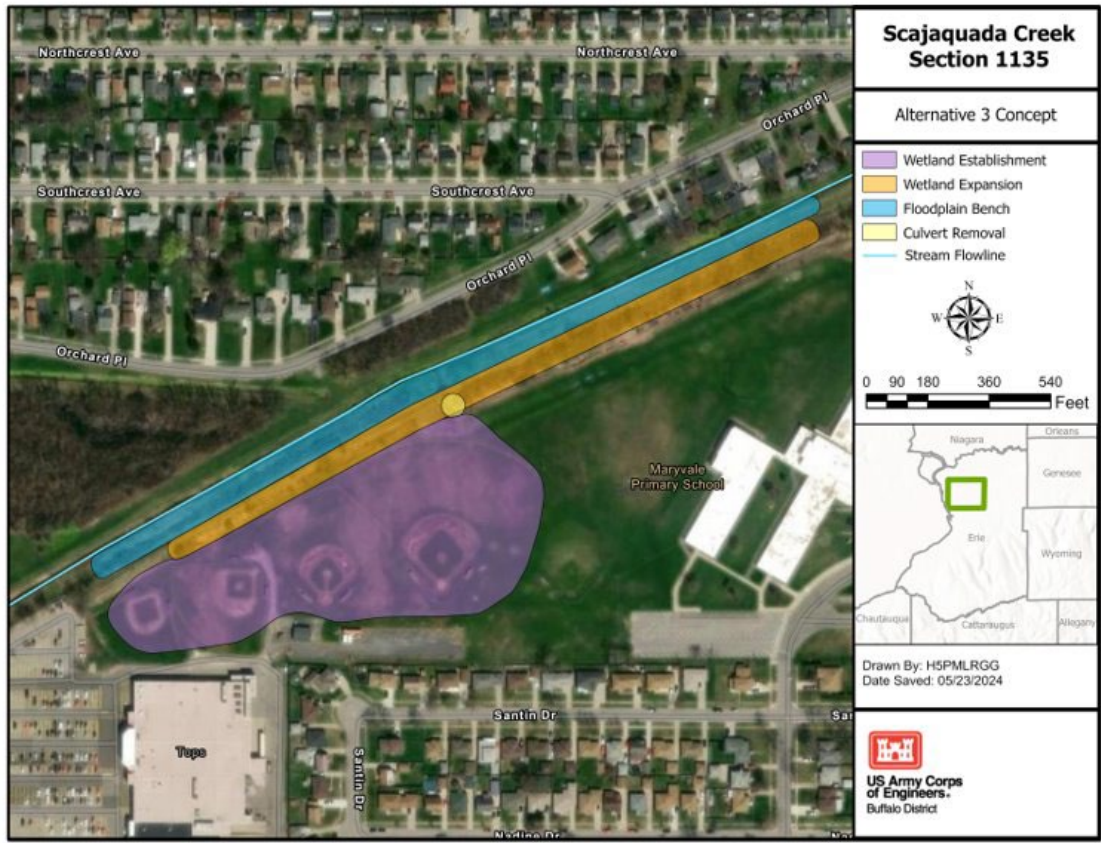 Scajaquada Creek
Section 1135
Alternative 3 Concept
Wetland Establishment
Wetland Expansion
Floodplain Bench
Culvert Removal
Stream Flowline
N
W E
S
0 90 180 360 540
Feet
Niagara
Orleans
Genesee
Erie
Wyoming
Chautauqua
Cattaraugus
Allegany
Drawn By: H5PMLRGG
Date Saved: 05/23/2024
US Army Corps
of Engineers®
Buffalo District
Northcrest Ave
Northcrest Ave
Orchard Pl
Southcrest Ave
Southcrest Ave
Orchard Pl
Orchard Pl
Maryvale
Primary School
Santin Dr
San
Tops
Santin Dr
Nadine Dr